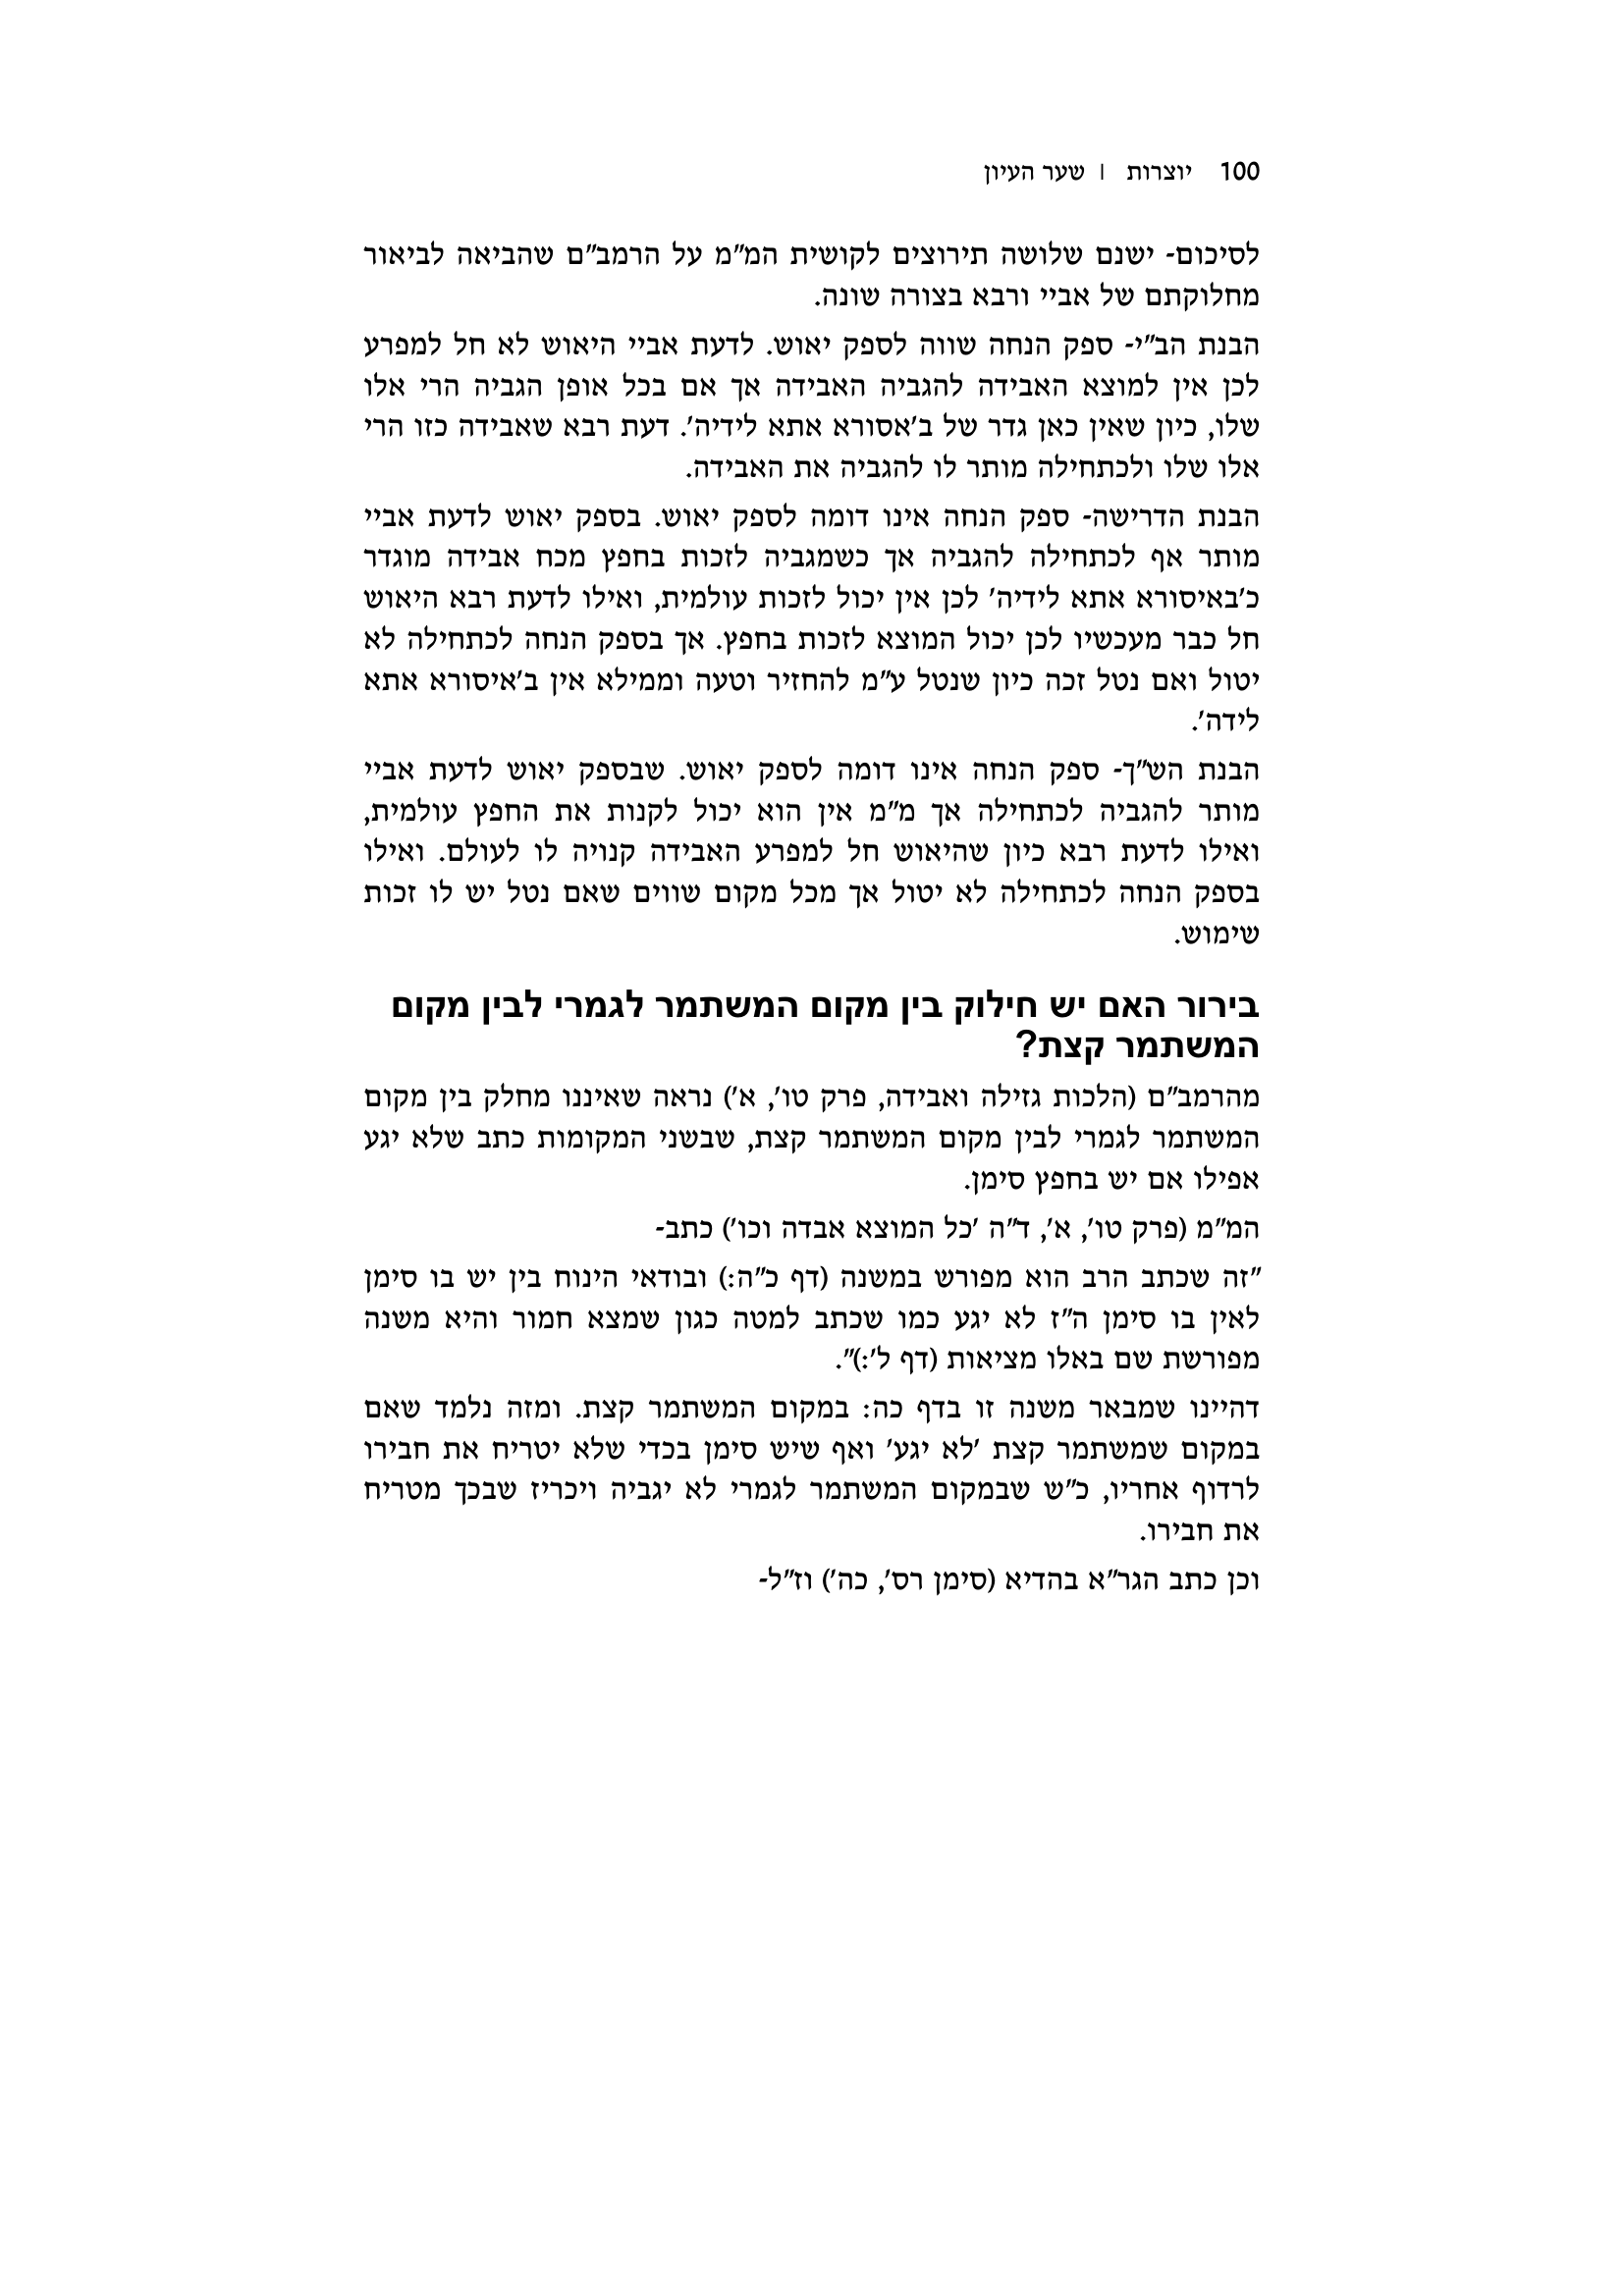 100 יוצרות | שער העיון
לסיכום- ישנם שלושה תירוצים לקושית המ"מ על הרמב"ם שהביאה לביאור
מחלוקתם של אביי ורבא בצורה שונה.
הבנת הב"י- ספק הנחה שווה לספק יאוש. לדעת אביי היאוש לא חל למפרע
לכן אין למוצא האבידה להגביה האבידה אך אם בכל אופן הגביה הרי אלו
שלו, כיון שאין כאן גדר של ב'אסורא אתא לידיה'. דעת רבא שאבידה כזו הרי
אלו שלו ולכתחילה מותר לו להגביה את האבידה.
הבנת הדרישה- ספק הנחה אינו דומה לספק יאוש. בספק יאוש לדעת אביי
מותר אף לכתחילה להגביה אך כשמגביה לזכות בחפץ מכח אבידה מוגדר
כ'באיסורא אתא לידיה' לכן אין יכול לזכות עולמית, ואילו לדעת רבא היאוש
חל כבר מעכשיו לכן יכול המוצא לזכות בחפץ. אך בספק הנחה לכתחילה לא
יטול ואם נטל זכה כיון שנטל ע"מ להחזיר וטעה וממילא אין ב'איסורא אתא
לידה'.
הבנת הש"ך- ספק הנחה אינו דומה לספק יאוש. שבספק יאוש לדעת אביי
מותר להגביה לכתחילה אך מ"מ אין הוא יכול לקנות את החפץ עולמית,
ואילו לדעת רבא כיון שהיאוש חל למפרע האבידה קנויה לו לעולם. ואילו
בספק הנחה לכתחילה לא יטול אך מכל מקום שווים שאם נטל יש לו זכות
שימוש.
בירור האם יש חילוק בין מקום המשתמר לגמרי לבין מקום
המשתמר קצת?
מהרמב"ם (הלכות גזילה ואבידה, פרק טו', א') נראה שאיננו מחלק בין מקום
המשתמר לגמרי לבין מקום המשתמר קצת, שבשני המקומות כתב שלא יגע
אפילו אם יש בחפץ סימן.
המ"מ (פרק טו', א', ד"ה 'כל המוצא אבדה וכו') כתב-
"זה שכתב הרב הוא מפורש במשנה (דף כ"ה:) ובודאי הינוח בין יש בו סימן
לאין בו סימן ה"ז לא יגע כמו שכתב למטה כגון שמצא חמור והיא משנה
מפורשת שם באלו מציאות (דף ל':)".
דהיינו שמבאר משנה זו בדף כה: במקום המשתמר קצת. ומזה נלמד שאם
במקום שמשתמר קצת 'לא יגע' ואף שיש סימן בכדי שלא יטריח את חבירו
לרדוף אחריו, כ"ש שבמקום המשתמר לגמרי לא יגביה ויכריז שבכך מטריח
את חבירו.
וכן כתב הגר"א בהדיא (סימן רס', כה') וז"ל-